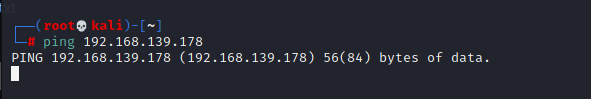 txt
┌──(root💀kali)-[~]
└─# ping 192.168.139.178
PING 192.168.139.178 (192.168.139.178) 56(84) bytes of data.